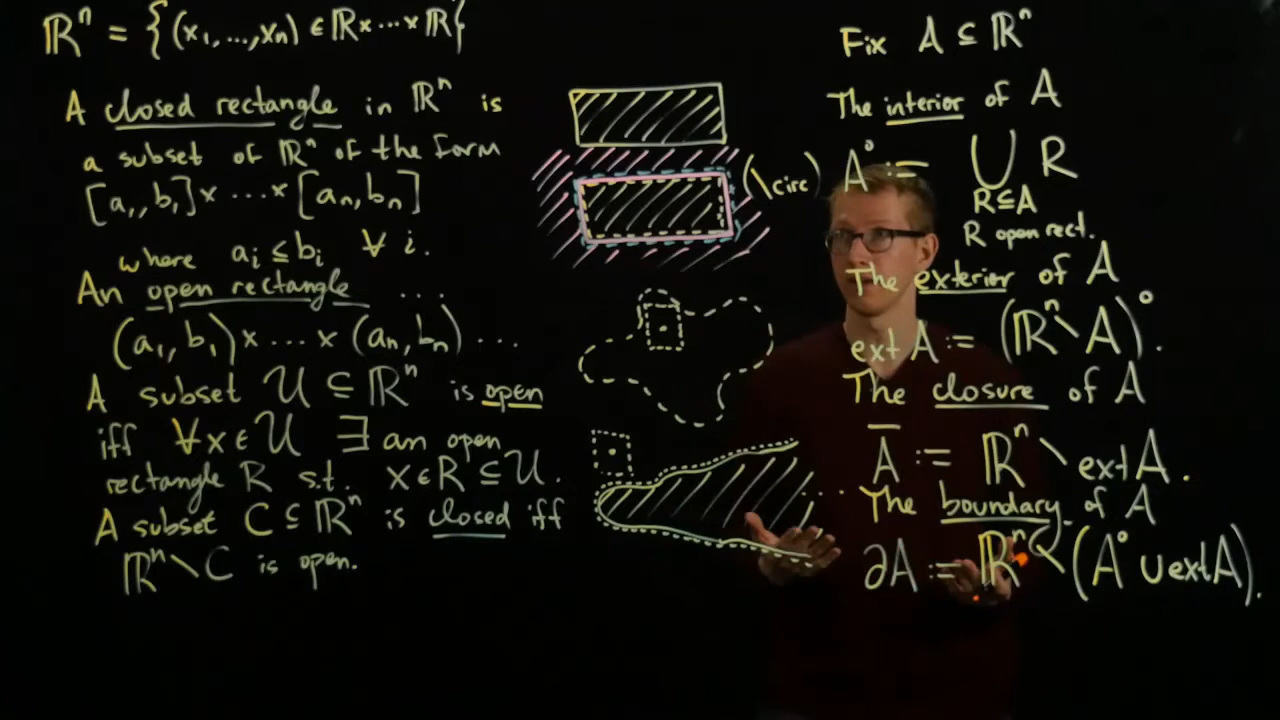 ℝⁿ = {(x₁,...,xₙ) ∈ ℝ×···×ℝ}
A closed rectangle in ℝⁿ is
a subset of ℝⁿ of the form
[a₁, b₁]×···×[aₙ, bₙ]
where aᵢ ≤ bᵢ ∀ i.
An open rectangle ...
(a₁, b₁)×···×(aₙ, bₙ)...
A subset U ⊆ ℝⁿ is open
iff ∀x∈U ∃ an open
rectangle R s.t. x∈R⊆U.
A subset C⊆ℝⁿ is closed iff
ℝⁿ\C is open.
(\circ)
Fix A ⊆ ℝⁿ
The interior of A
A° := ⋃ R
R⊆A
R open rect.
The exterior of A
ext A := (ℝⁿ\A)°.
The closure of A
A̅ := ℝⁿ \ ext A.
The boundary of A
∂A := ℝⁿ \ (A° ∪ ext A).